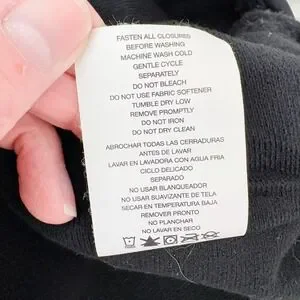 FASTEN ALL CLOSURES
BEFORE WASHING
MACHINE WASH COLD
GENTLE CYCLE
SEPARATELY
DO NOT BLEACH
DO NOT USE FABRIC SOFTENER
TUMBLE DRY LOW
REMOVE PROMPTLY
DO NOT IRON
DO NOT DRY CLEAN
ABROCHAR TODAS LAS CERRADURAS
ANTES DE LAVAR
LAVAR EN LAVADORA CON AGUA FRIA
CICLO DELICADO
SEPARADO
NO USAR BLANQUEADOR
NO USAR SUAVIZANTE DE TELA
SECAR EN TEMPERATURA BAJA
REMOVER PRONTO
NO PLANCHAR
NO LAVAR EN SECO